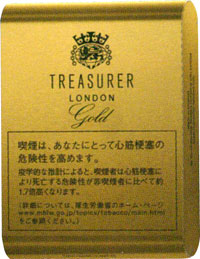 TREASURER
LONDON
Gold
喫煙は、あなたにとって心筋梗塞の
危険性を高めます。
疫学的な推計によると、喫煙者は心筋梗塞に
より死亡する危険性が非喫煙者に比べて約
1.7倍高くなります。
(詳細については、厚生労働省のホーム・ページ
www.mhlw.go.jp/topics/tobacco/main.html
をご参照ください。)